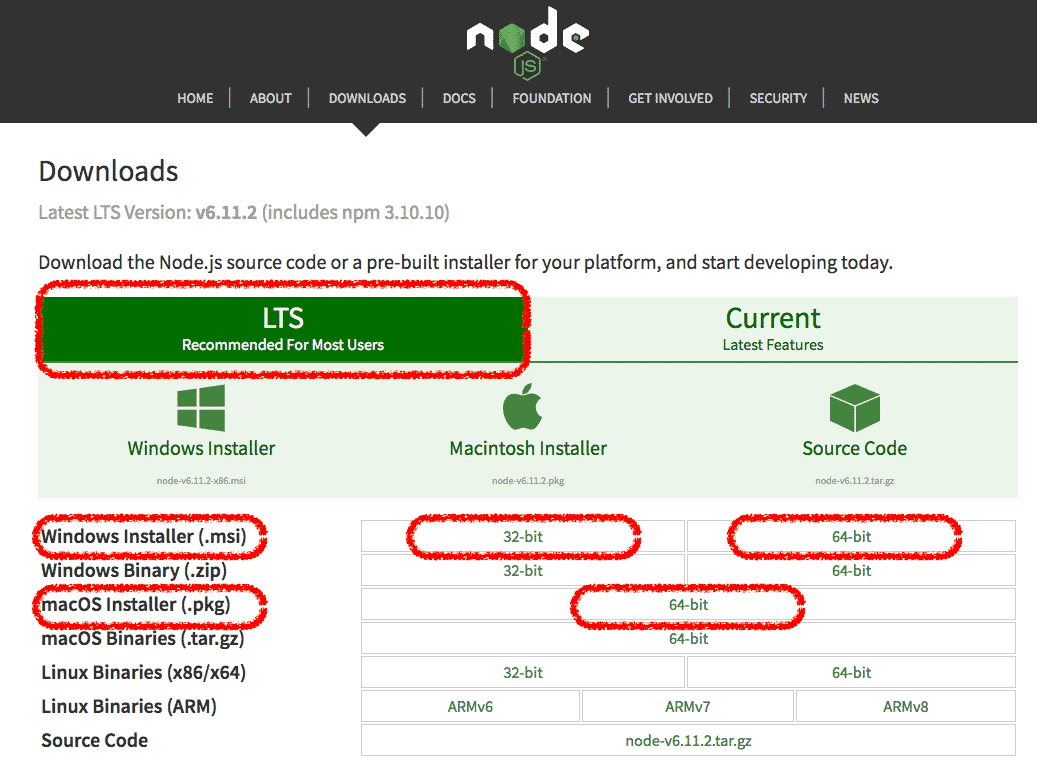 node
JS
HOME ABOUT DOWNLOADS DOCS FOUNDATION GET INVOLVED SECURITY NEWS
Downloads
Latest LTS Version: v6.11.2 (includes npm 3.10.10)
Download the Node.js source code or a pre-built installer for your platform, and start developing today.
LTS
Recommended For Most Users
Current
Latest Features
Windows Installer
node-v6.11.2-x86.msi
Macintosh Installer
node-v6.11.2.pkg
Source Code
node-v6.11.2.tar.gz
Windows Installer (.msi) 32-bit 64-bit
Windows Binary (.zip) 32-bit 64-bit
macOS Installer (.pkg) 64-bit
macOS Binaries (.tar.gz) 64-bit
Linux Binaries (x86/x64) 32-bit 64-bit
Linux Binaries (ARM) ARMv6 ARMv7 ARMv8
Source Code node-v6.11.2.tar.gz